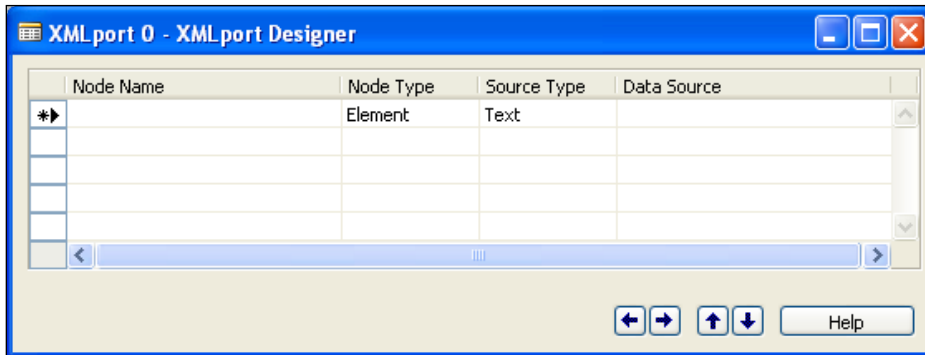 XMLport 0 - XMLport Designer
Node Name Node Type Source Type Data Source
Element Text
Help